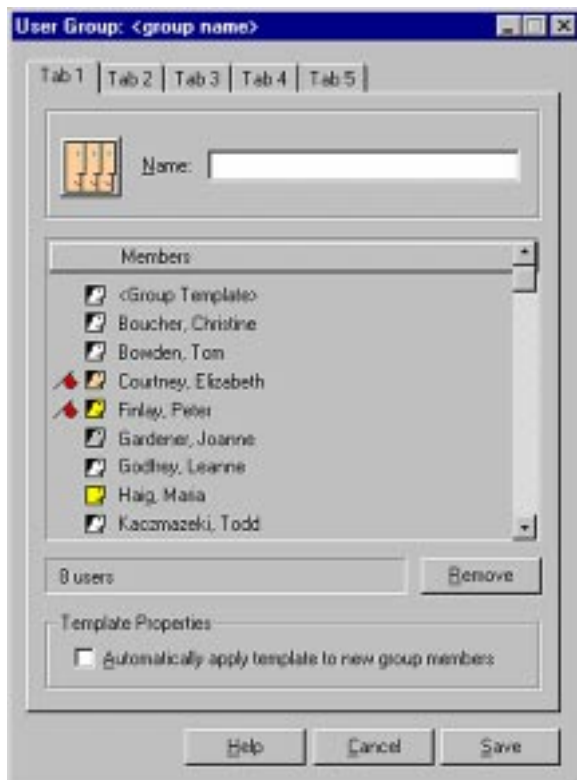 User Group: <group name>
Tab 1 Tab 2 Tab 3 Tab 4 Tab 5
Name:
Members
<Group Template>
Boucher, Christine
Bowden, Tom
Courtney, Elizabeth
Finlay, Peter
Gardener, Joanne
Godfrey, Leanne
Haig, Maria
Kaczmazeki, Todd
8 users
Remove
Template Properties
Automatically apply template to new group members
Help Cancel Save